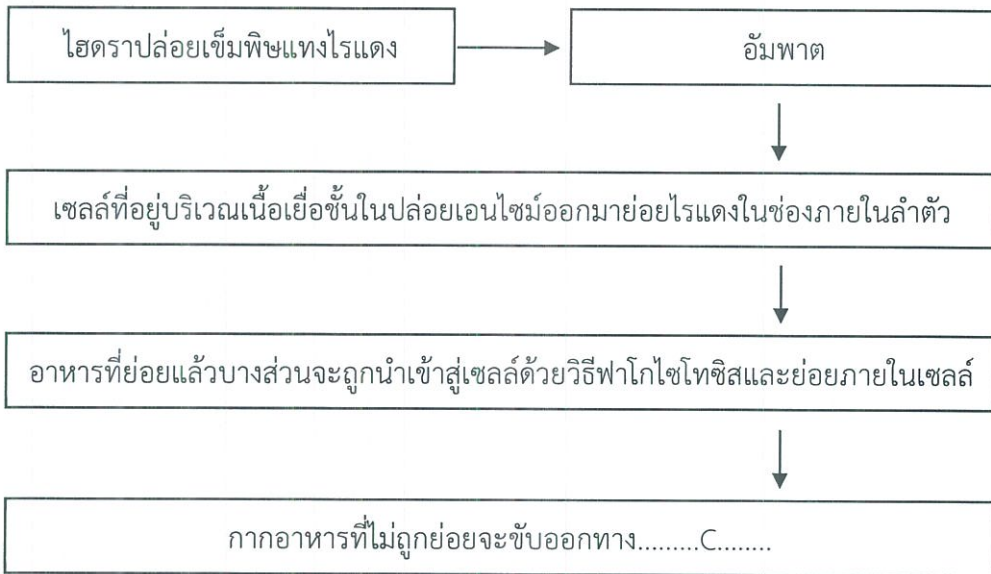 ไฮดราปล่อยเข็มพิษแทงไรแดง
อัมพาต
เซลล์ที่อยู่บริเวณเนื้อเยื่อชั้นในปล่อยเอนไซม์ออกมาย่อยไรแดงในช่องภายในลำตัว
อาหารที่ย่อยแล้วบางส่วนจะถูกนำเข้าสู่เซลล์ด้วยวิธีฟาโกไซโทซิสและย่อยภายในเซลล์
กากอาหารที่ไม่ถูกย่อยจะขับออกทาง.........C........